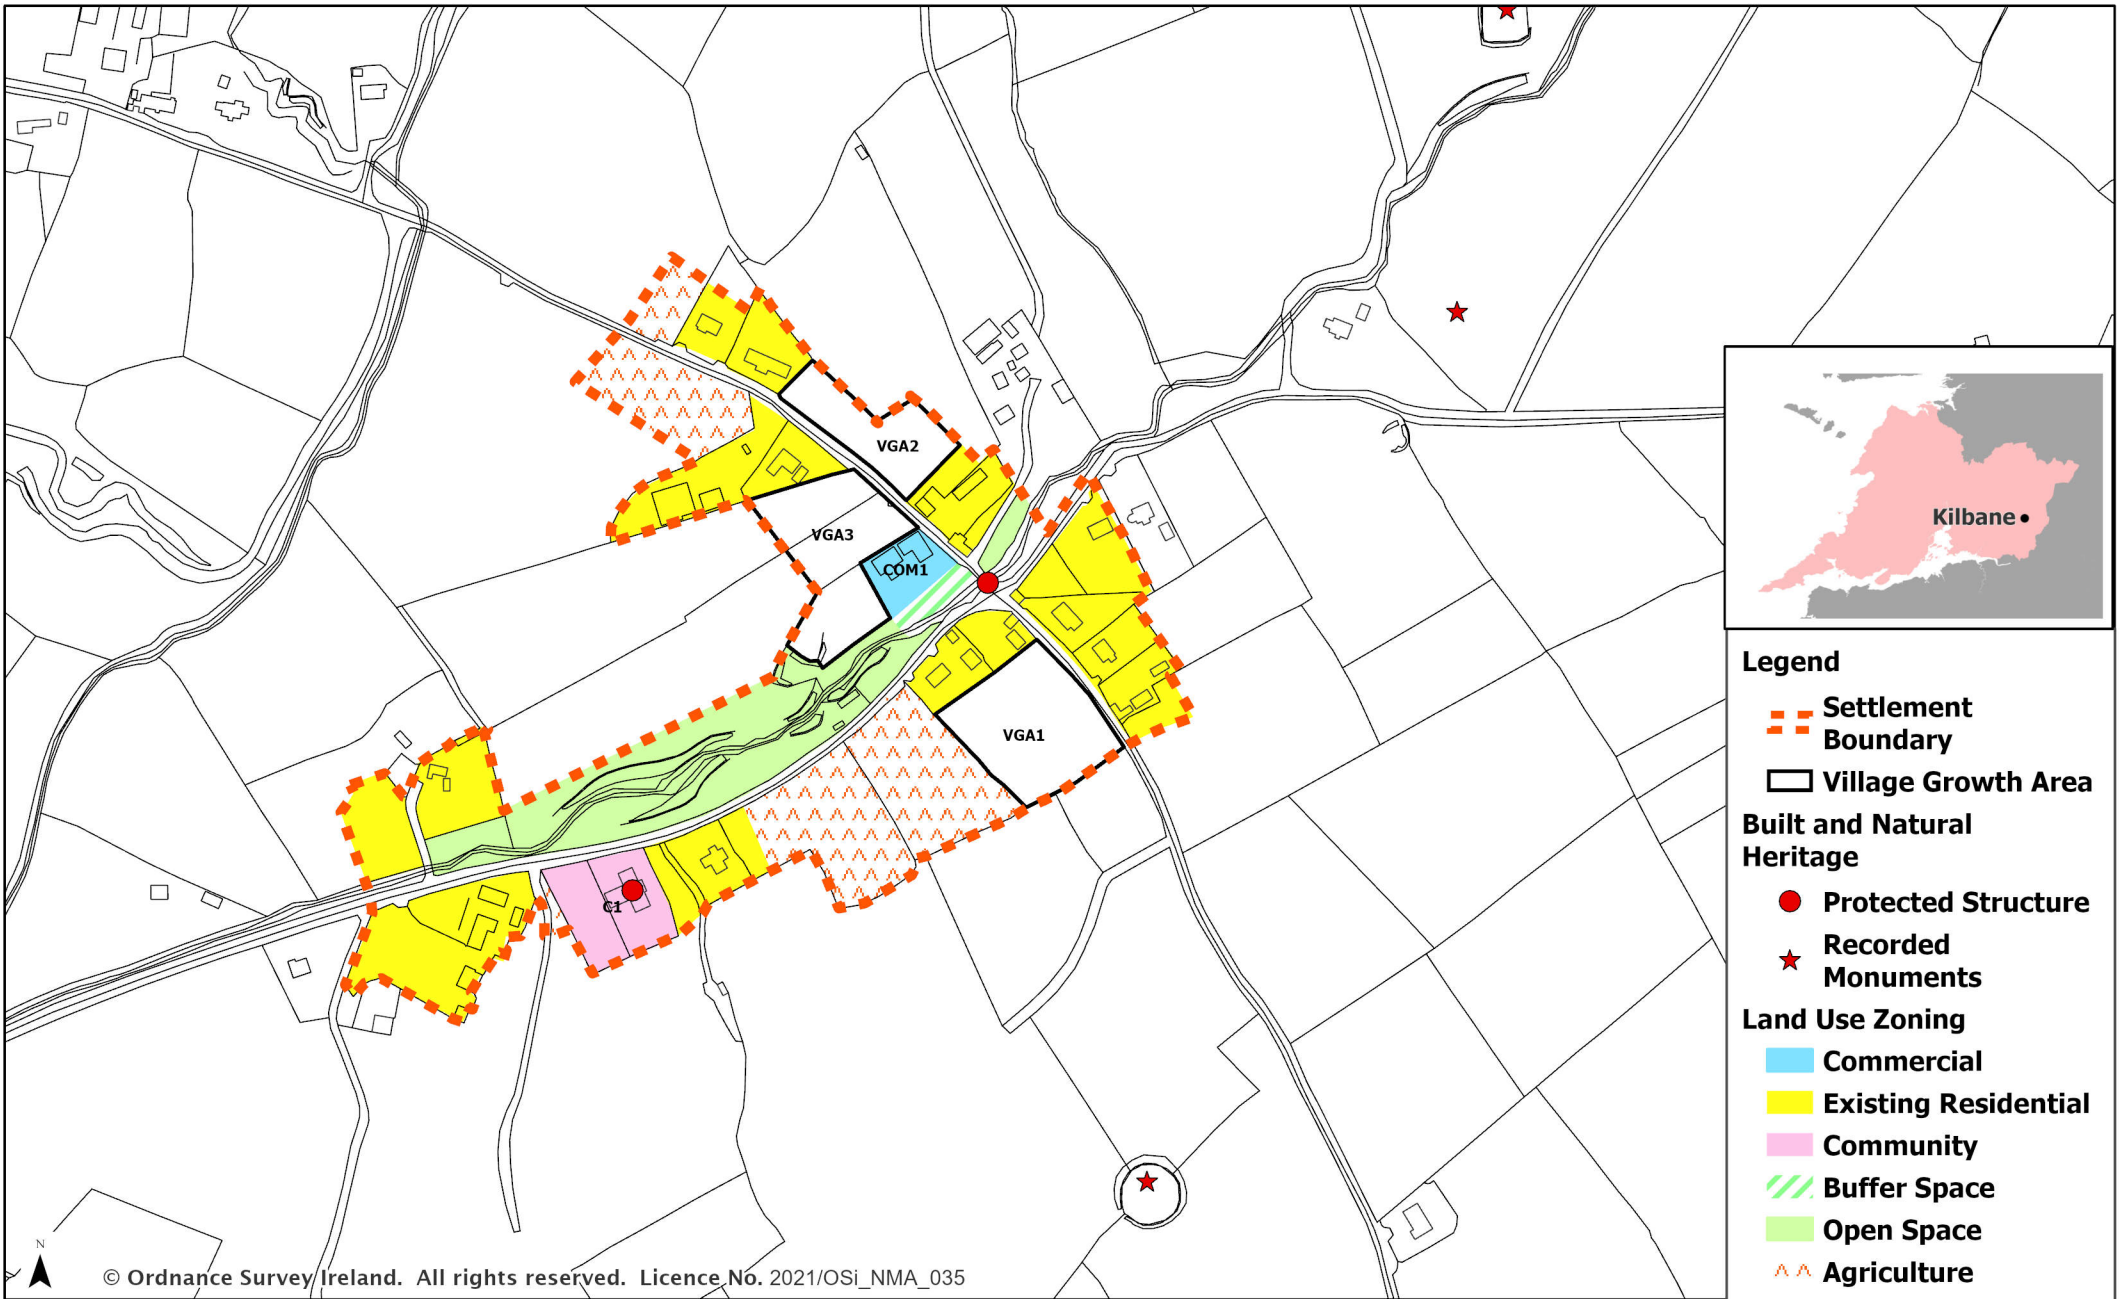 VGA2
VGA3
COM1
VGA1
C1
Kilbane
Legend
Settlement
Boundary
Village Growth Area
Built and Natural
Heritage
Protected Structure
Recorded
Monuments
Land Use Zoning
Commercial
Existing Residential
Community
Buffer Space
Open Space
Agriculture
N
© Ordnance Survey Ireland. All rights reserved. Licence No. 2021/OSi_NMA_035